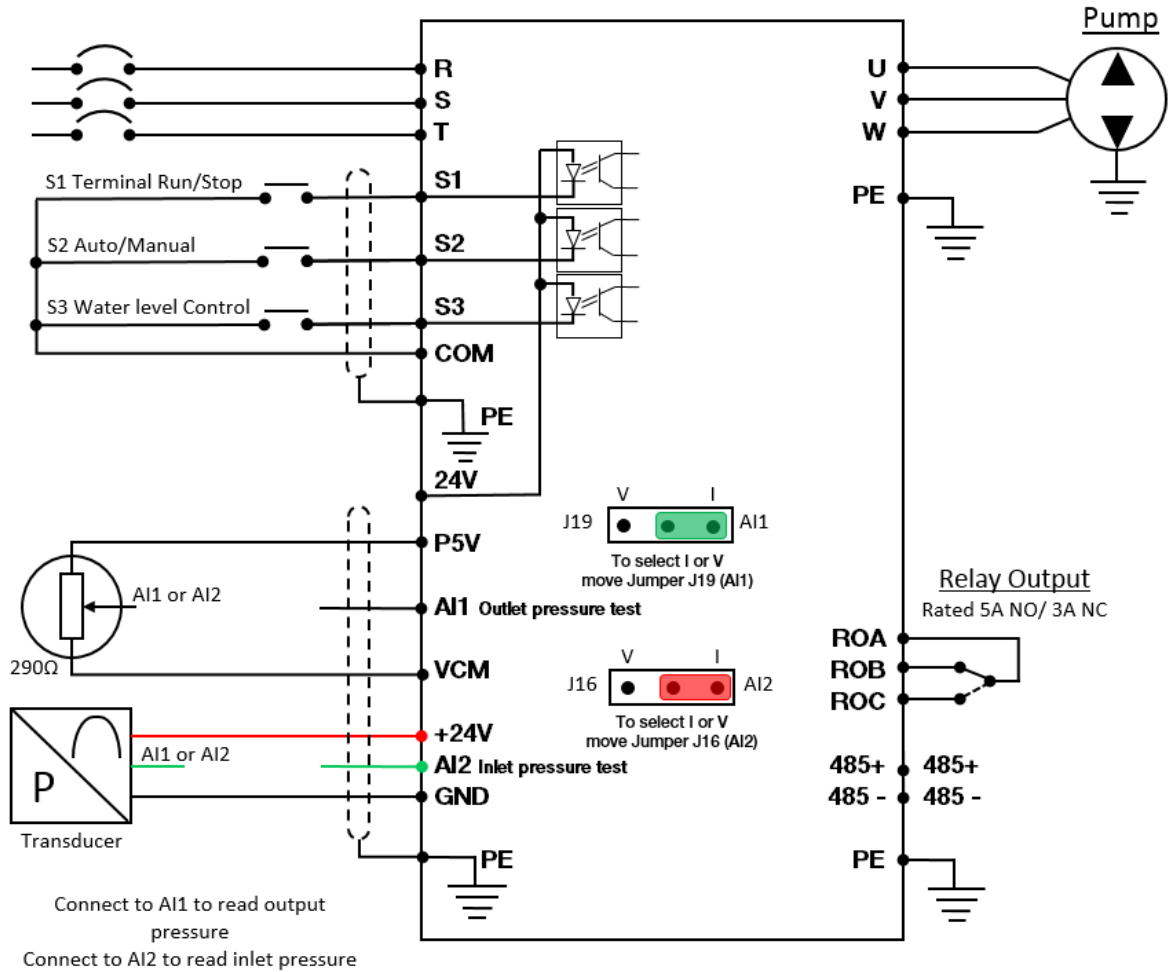 Pump
R
S
T
U
V
W
PE
S1 Terminal Run/Stop
S1
S2 Auto/Manual
S2
S3 Water level Control
S3
COM
PE
24V
V I
J19 AI1
To select I or V
move Jumper J19 (AI1)
P5V
AI1 or AI2
AI1 Outlet pressure test
290Ω
VCM
V I
J16 AI2
To select I or V
move Jumper J16 (AI2)
Relay Output
Rated 5A NO/ 3A NC
ROA
ROB
ROC
+24V
AI1 or AI2
AI2 Inlet pressure test
P
GND
Transducer
485+ 485+
485 - 485 -
PE
PE
Connect to AI1 to read output
pressure
Connect to AI2 to read inlet pressure